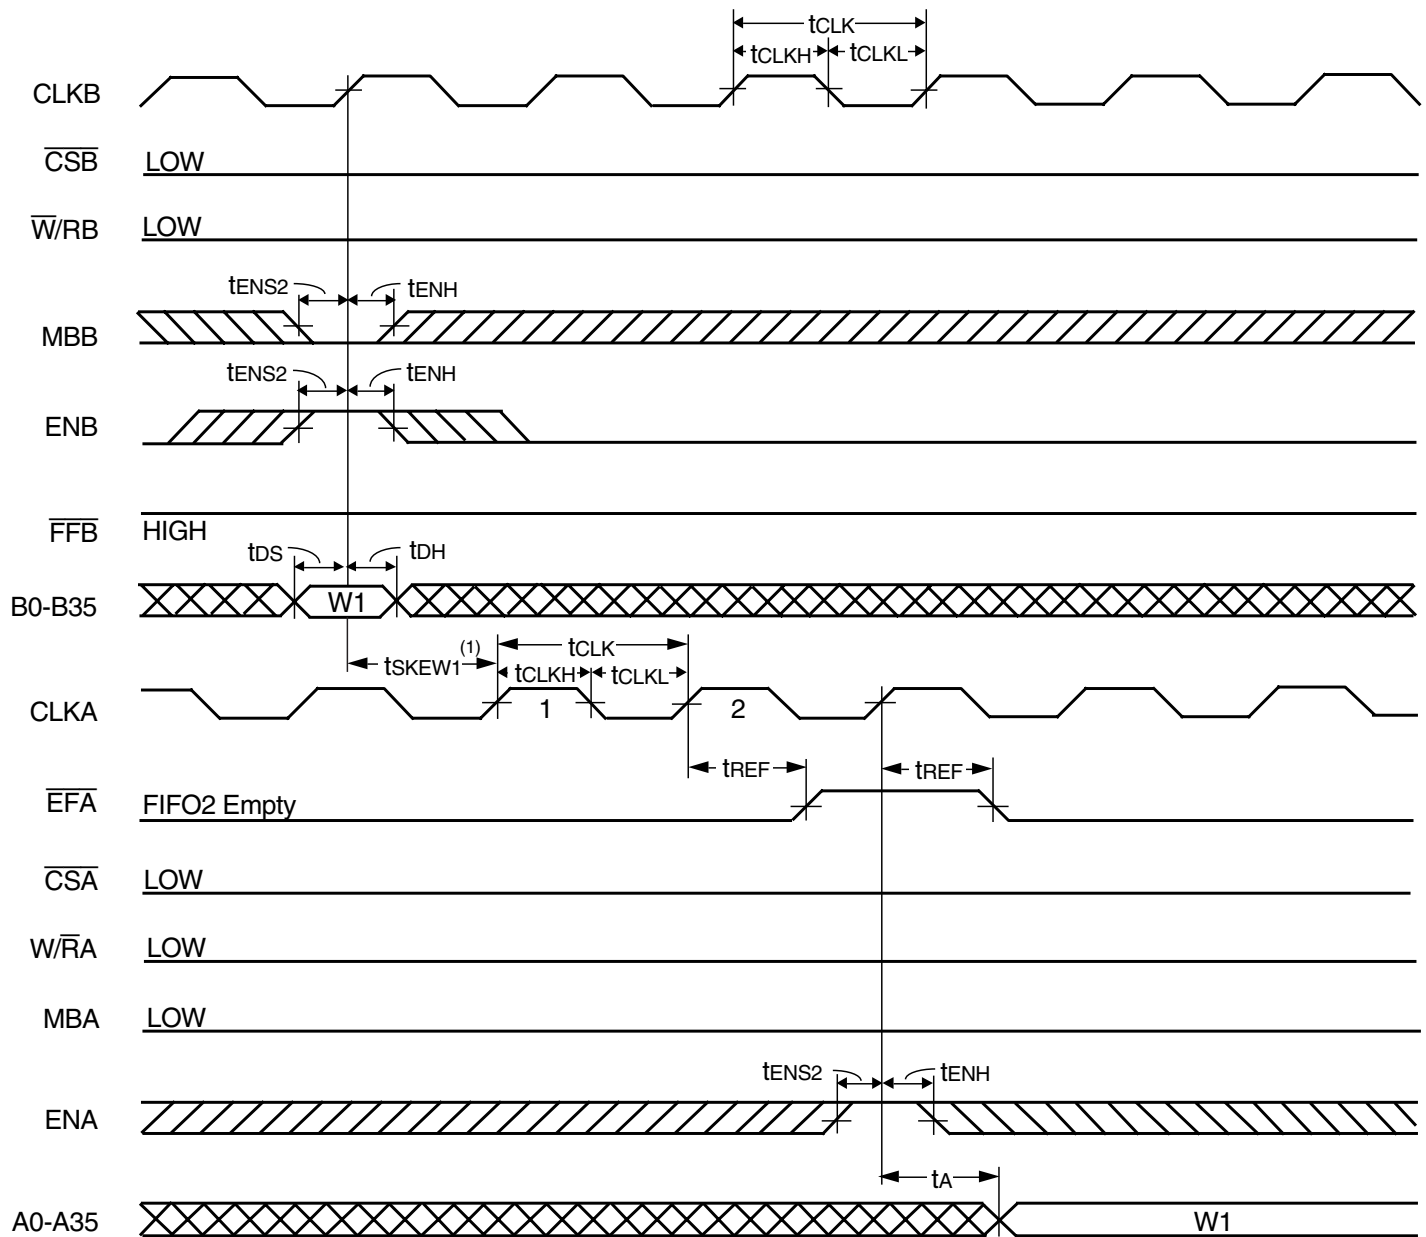 tCLK
tCLKH tCLKL
CLKB
CSB LOW
W/RB LOW
tENS2 tENH
MBB
tENS2 tENH
ENB
FFB HIGH
tDS tDH
B0-B35 W1
tSKEW1(1) tCLK
tCLKH tCLKL
CLKA 1 2
tREF tREF
EFA FIFO2 Empty
CSA LOW
W/RA LOW
MBA LOW
tENS2 tENH
ENA
tA
A0-A35 W1